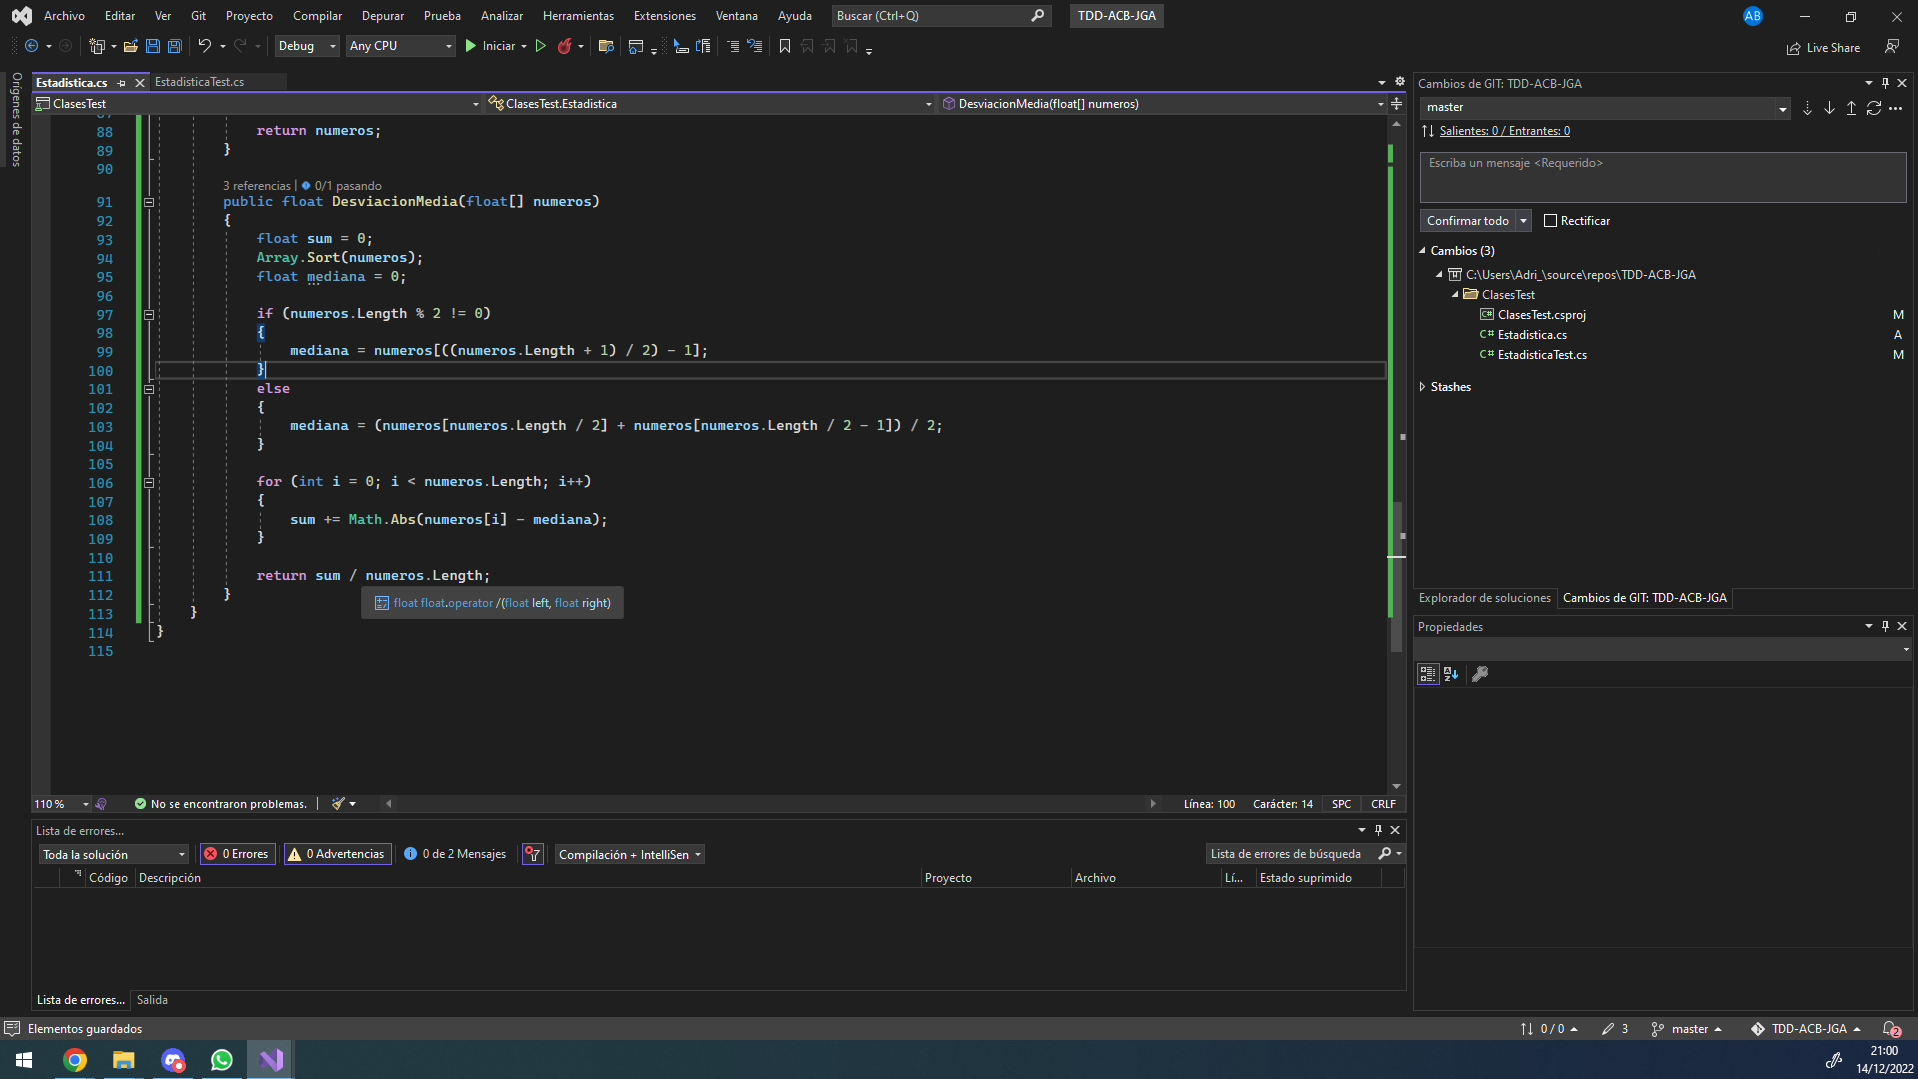 Archivo Editar Ver Git Proyecto Compilar Depurar Prueba Analizar Herramientas Extensiones Ventana Ayuda Buscar (Ctrl+Q) TDD-ACB-JGA AB
Debug Any CPU Iniciar Live Share
Orígenes de datos
Estadistica.cs EstadisticaTest.cs
ClasesTest ClasesTest.Estadistica DesviacionMedia(float[] numeros)
88 return numeros;
89 }
90
3 referencias | 0/1 pasando
91 public float DesviacionMedia(float[] numeros)
92 {
93 float sum = 0;
94 Array.Sort(numeros);
95 float mediana = 0;
96
97 if (numeros.Length % 2 != 0)
98 {
99 mediana = numeros[((numeros.Length + 1) / 2) - 1];
100 }
101 else
102 {
103 mediana = (numeros[numeros.Length / 2] + numeros[numeros.Length / 2 - 1]) / 2;
104 }
105
106 for (int i = 0; i < numeros.Length; i++)
107 {
108 sum += Math.Abs(numeros[i] - mediana);
109 }
110
111 return sum / numeros.Length;
112 }
float float.operator /(float left, float right)
113 }
114 }
115
110 % No se encontraron problemas. Línea: 100 Carácter: 14 SPC CRLF
Lista de errores...
Toda la solución 0 Errores 0 Advertencias 0 de 2 Mensajes Compilación + IntelliSen Lista de errores de búsqueda
Código Descripción Proyecto Archivo Lí... Estado suprimido
Lista de errores... Salida
Cambios de GIT: TDD-ACB-JGA
master
Salientes: 0 / Entrantes: 0
Escriba un mensaje <Requerido>
Confirmar todo Rectificar
Cambios (3)
C:\Users\Adri_\source\repos\TDD-ACB-JGA
ClasesTest
ClasesTest.csproj M
C# Estadistica.cs A
C# EstadisticaTest.cs M
Stashes
Explorador de soluciones Cambios de GIT: TDD-ACB-JGA
Propiedades
Elementos guardados 0 / 0 3 master TDD-ACB-JGA 2
21:00
14/12/2022